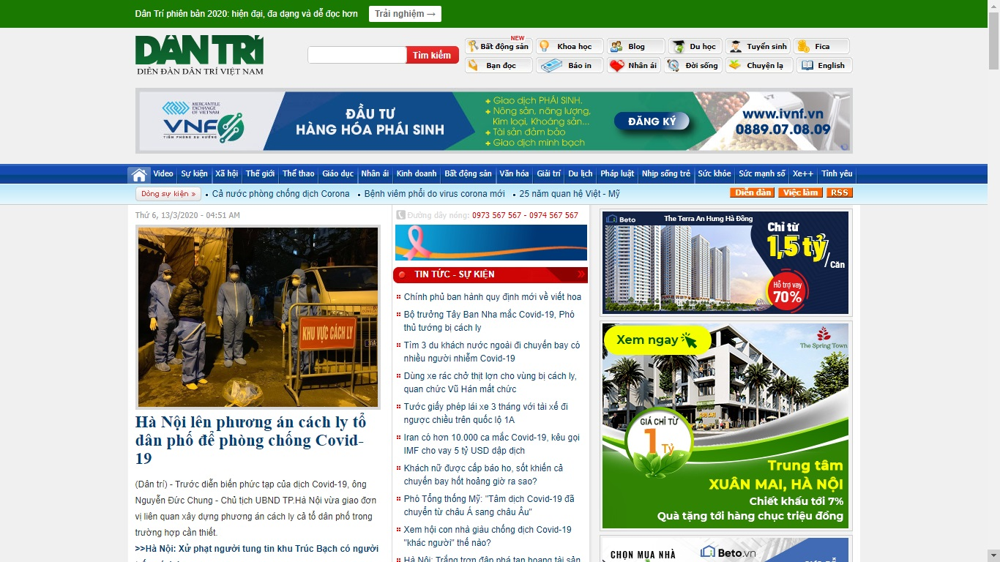 Dân Trí phiên bản 2020: hiện đại, đa dạng và dễ đọc hơn
Trải nghiệm →
DÂN TRÍ
DIỄN ĐÀN DÂN TRÍ VIỆT NAM
Tìm kiếm
NEW
Bất động sản
Khoa học
Blog
Du học
Tuyển sinh
Fica
Bạn đọc
Báo in
Nhân ái
Đời sống
Chuyện lạ
English
MERCANTILE
EXCHANGE
OF VIETNAM
VNF
TIÊN PHONG XU HƯỚNG
ĐẦU TƯ
HÀNG HÓA PHÁI SINH
+ Giao dịch PHÁI SINH.
+ Nông sản, năng lượng,
Kim loại, Khoáng sản...
+ Tài sản đảm bảo
+ Giao dịch minh bạch
ĐĂNG KÝ
www.ivnf.vn
0889.07.08.09
Video
Sự kiện
Xã hội
Thế giới
Thể thao
Giáo dục
Nhân ái
Kinh doanh
Bất động sản
Văn hóa
Giải trí
Du lịch
Pháp luật
Nhịp sống trẻ
Sức khỏe
Sức mạnh số
Xe++
Tình yêu
Dòng sự kiện »
Cả nước phòng chống dịch Corona
Bệnh viêm phổi do virus corona mới
25 năm quan hệ Việt - Mỹ
Diễn đàn
Việc làm
RSS
Thứ 6, 13/3/2020 - 04:51 AM
KHU VỰC CÁCH LY
Hà Nội lên phương án cách ly tổ
dân phố để phòng chống Covid-
19
(Dân trí) - Trước diễn biến phức tạp của dịch Covid-19, ông
Nguyễn Đức Chung - Chủ tịch UBND TP.Hà Nội vừa giao đơn
vị liên quan xây dựng phương án cách ly cả tổ dân phố trong
trường hợp cần thiết.
>>Hà Nội: Xử phạt người tung tin khu Trúc Bạch có người
Đường dây nóng: 0973 567 567 - 0974 567 567
TIN TỨC - SỰ KIỆN
Chính phủ ban hành quy định mới về viết hoa
Bộ trưởng Tây Ban Nha mắc Covid-19, Phó
thủ tướng bị cách ly
Tìm 3 du khách nước ngoài đi chuyến bay có
nhiều người nhiễm Covid-19
Dùng xe rác chở thịt lợn cho vùng bị cách ly,
quan chức Vũ Hán mất chức
Tước giấy phép lái xe 3 tháng với tài xế đi
ngược chiều trên quốc lộ 1A
Iran có hơn 10.000 ca mắc Covid-19, kêu gọi
IMF cho vay 5 tỷ USD dập dịch
Khách nữ được cấp báo ho, sốt khiến cả
chuyến bay hốt hoảng giờ ra sao?
Phó Tổng thống Mỹ: "Tâm dịch Covid-19 đã
chuyển từ châu Á sang châu Âu"
Xem hội con nhà giàu chống dịch Covid-19
"khác người" thế nào?
Hà Nội: Trắng trợn đập phá tan hoang tài sản
Beto
The Terra An Hưng Hà Đông
Chỉ từ
1,5 tỷ
/Căn
Hỗ trợ vay
70%
Xem ngay
The Spring Town
GIÁ CHỈ TỪ
1 Tỷ
Trung tâm
XUÂN MAI, HÀ NỘI
Chiết khấu tới 7%
Quà tặng tới hàng chục triệu đồng
CHỌN MUA NHÀ
Beto.vn